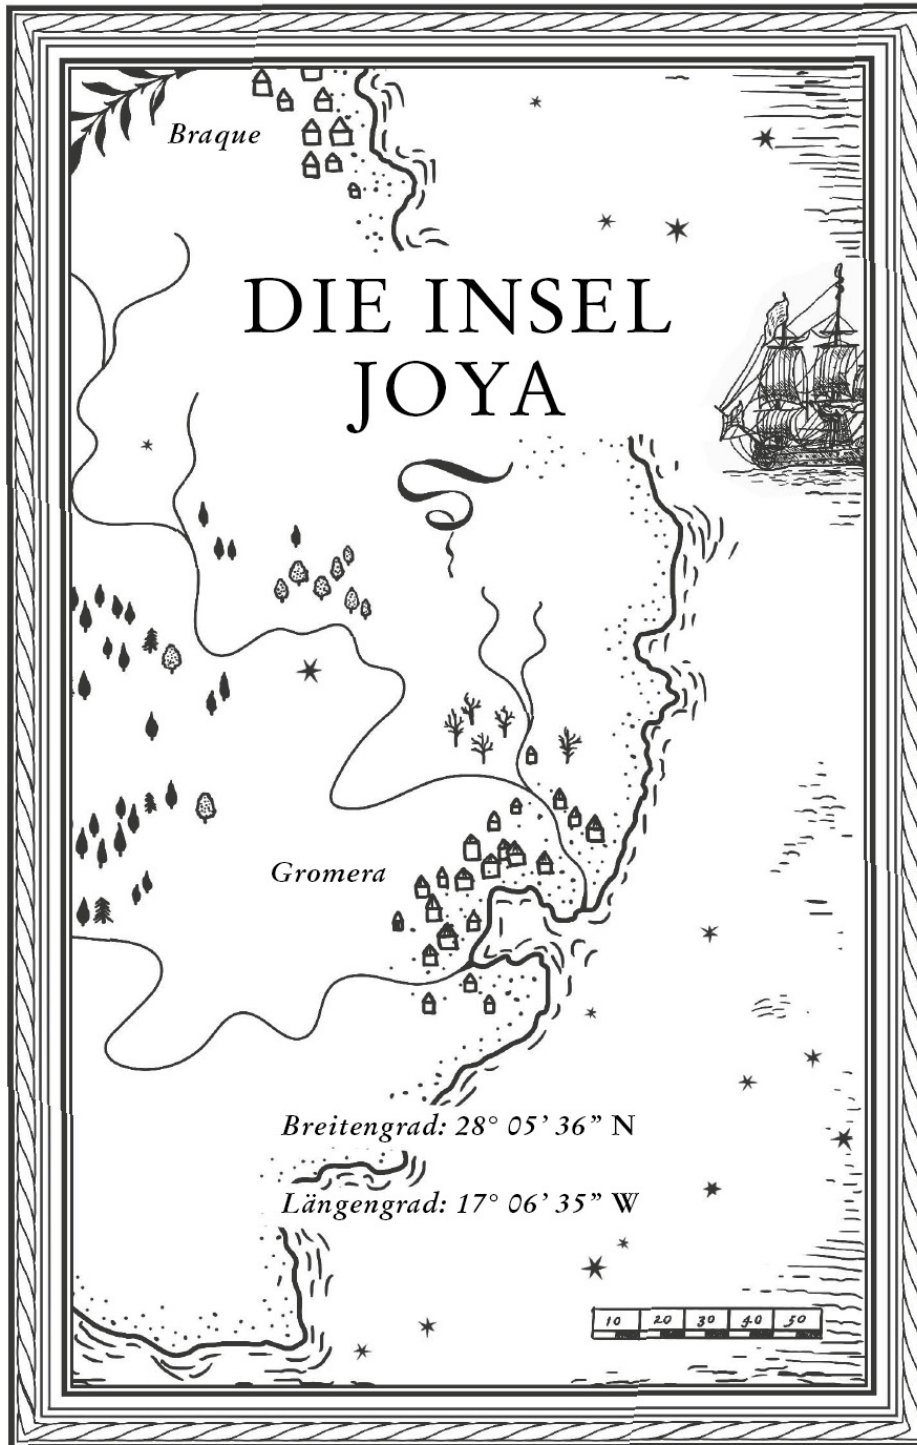 Braque
DIE INSEL
JOYA
Gromera
Breitengrad: 28° 05’ 36” N
Längengrad: 17° 06’ 35” W
10 20 30 40 50